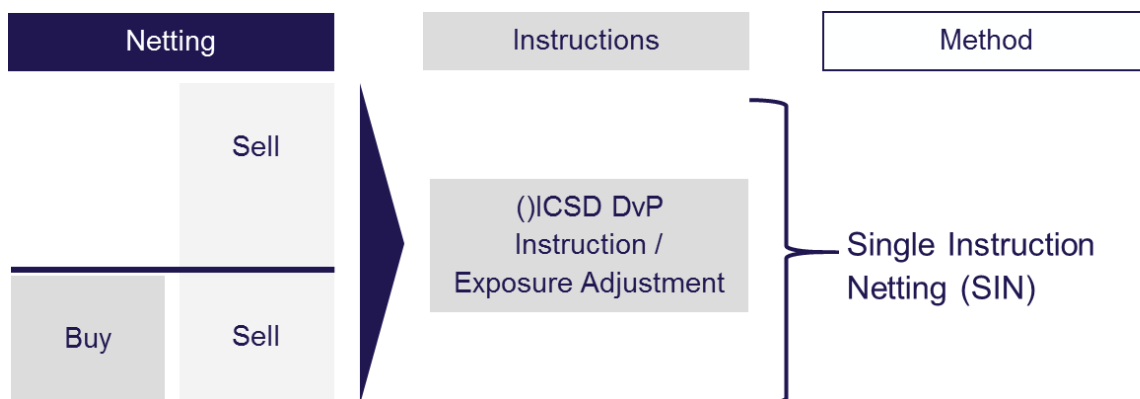 Netting
Instructions
Method
Sell
Buy
Sell
()ICSD DvP
Instruction /
Exposure Adjustment
Single Instruction
Netting (SIN)